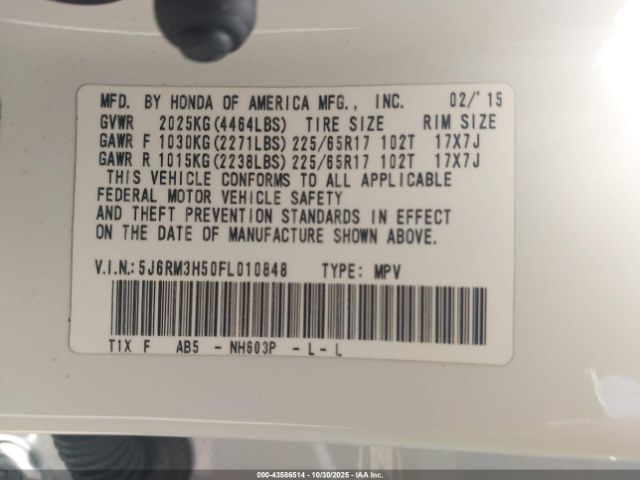 MFD. BY HONDA OF AMERICA MFG., INC. 02/'15
GVWR 2025KG(4464LBS) TIRE SIZE RIM SIZE
GAWR F 1030KG(2271LBS) 225/65R17 102T 17X7J
GAWR R 1015KG(2238LBS) 225/65R17 102T 17X7J
THIS VEHICLE CONFORMS TO ALL APPLICABLE
FEDERAL MOTOR VEHICLE SAFETY
AND THEFT PREVENTION STANDARDS IN EFFECT
ON THE DATE OF MANUFACTURE SHOWN ABOVE.
V.I.N.:5J6RM3H50FL010848 TYPE: MPV
T1X F AB5 - NH603P - L - L
000-43586514 - 10/30/2025 - IAA Inc.